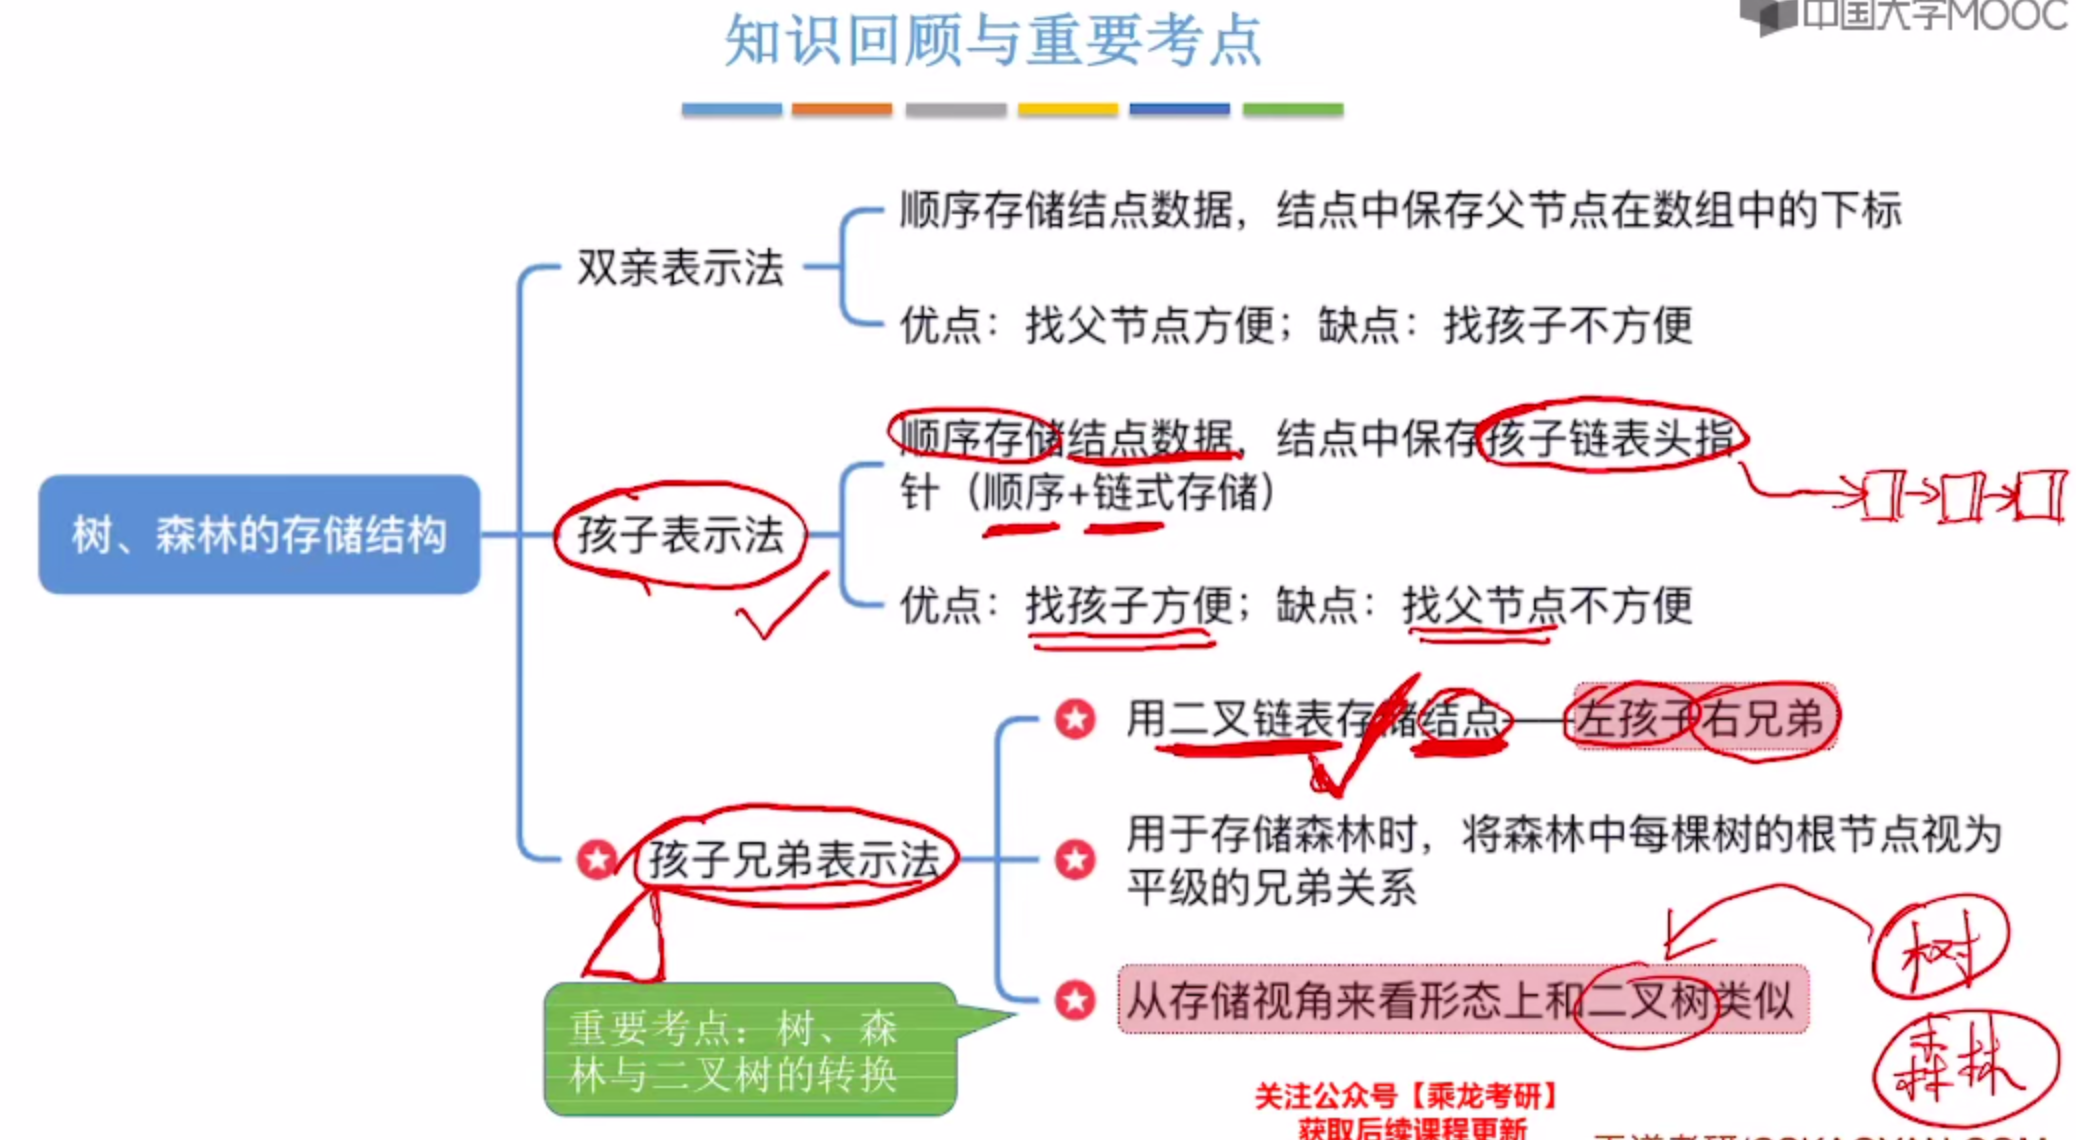 中国大学MOOC
知识回顾与重要考点
顺序存储结点数据，结点中保存父节点在数组中的下标
双亲表示法
优点：找父节点方便；缺点：找孩子不方便
顺序存储结点数据，结点中保存孩子链表头指
针（顺序+链式存储）
树、森林的存储结构
孩子表示法
优点：找孩子方便；缺点：找父节点不方便
用二叉链表存储结点
左孩子右兄弟
用于存储森林时，将森林中每棵树的根节点视为
平级的兄弟关系
孩子兄弟表示法
树
从存储视角来看形态上和二叉树类似
重要考点：树、森
林与二叉树的转换
森林
关注公众号【乘龙考研】
获取后续课程更新